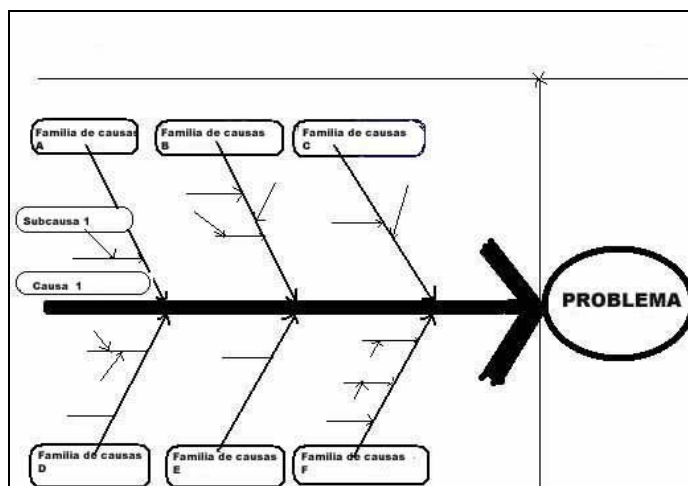 Familia de causas
A
Familia de causas
B
Familia de causas
C
Subcausa 1
Causa 1
PROBLEMA
Familia de causas
D
Familia de causas
E
Familia de causas
F